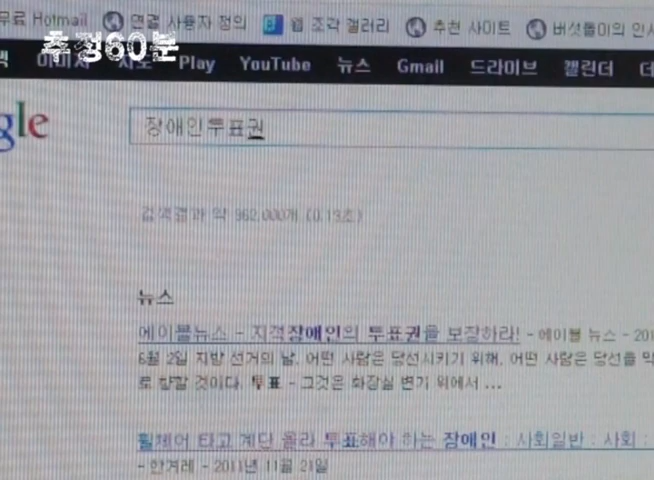 무료 Hotmail 연결 사용자 정의 웹 조각 갤러리 추천 사이트 버섯돌이의 인사
추정60분
이미지 지도 Play YouTube 뉴스 Gmail 드라이브 캘린더 더
gle 장애인투표권
검색결과 약 962,000개 (0.13초)
뉴스
에이블뉴스 - 지적장애인의 투표권을 보장하라! - 에이블 뉴스 - 201
6월 2일 지방 선거의 날. 어떤 사람은 당선시키기 위해, 어떤 사람은 당선을 막
로 향할 것이다. 투표 - 그것은 화장실 변기 위에서 ...
휠체어 타고 계단 올라 투표해야 하는 장애인 : 사회일반 : 사회 :
- 한겨레 - 2011년 11월 21일